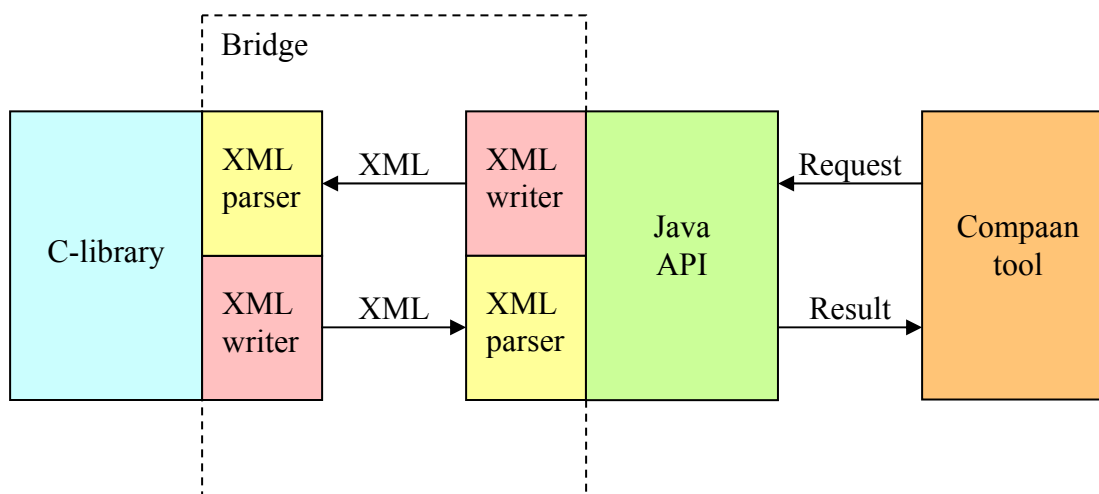 Bridge
C-library
XML
parser
XML
XML
writer
Java
API
Request
Compaan
tool
XML
writer
XML
XML
parser
Result